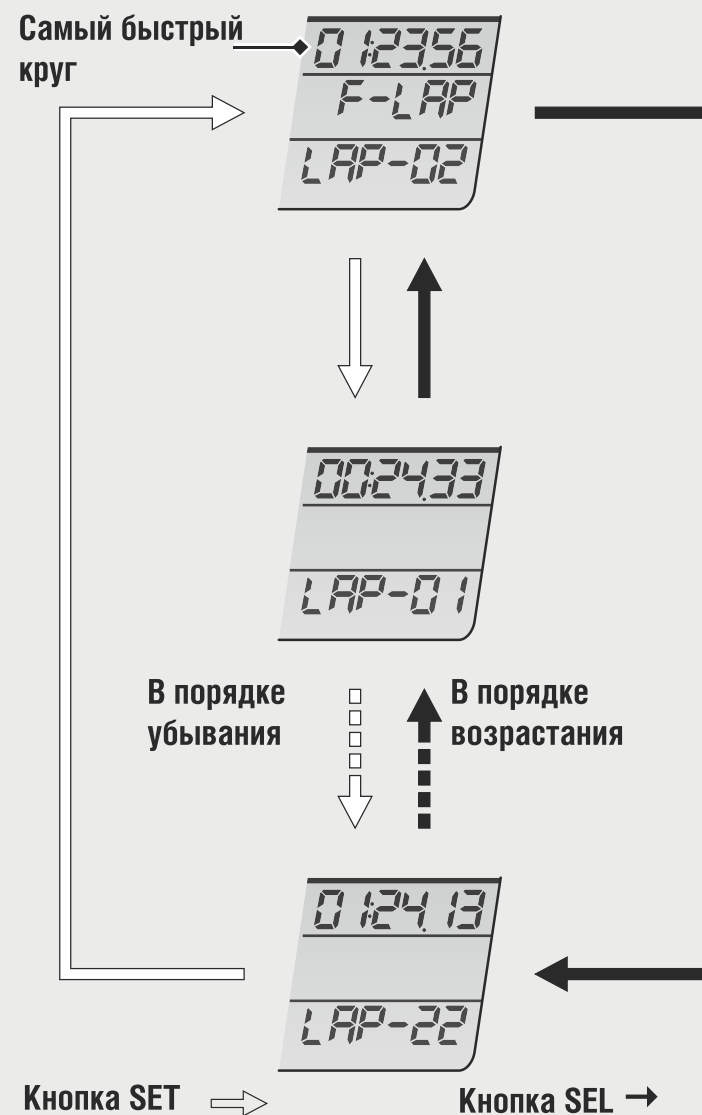 Самый быстрый
круг
01:23.56
F-LAP
LAP-02
00:24.33
LAP-01
В порядке
убывания
В порядке
возрастания
01:24.13
LAP-22
Кнопка SET
Кнопка SEL